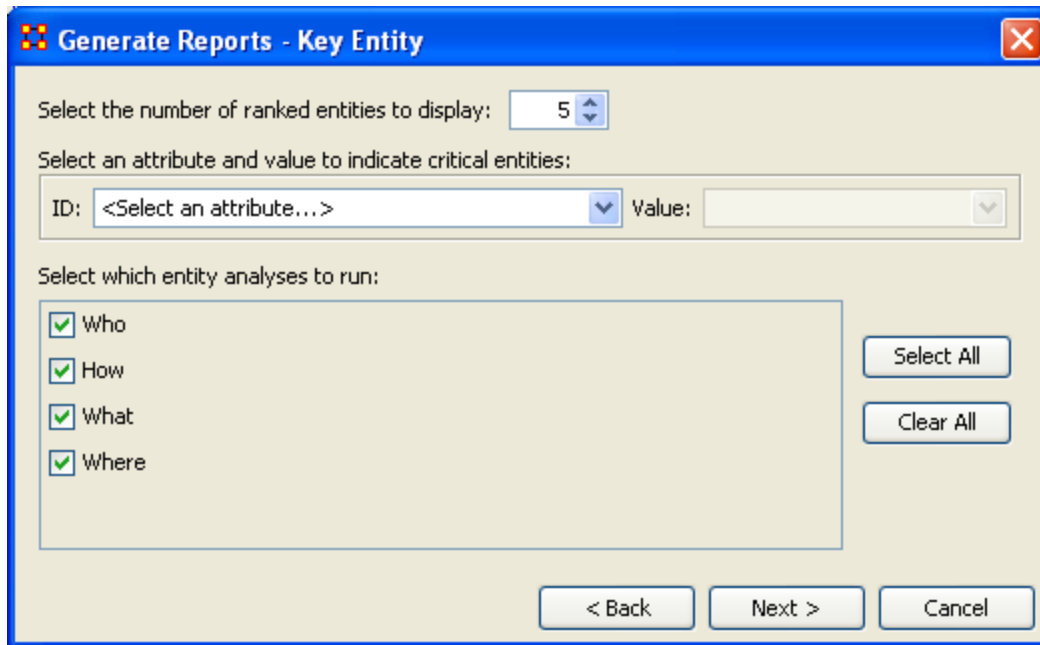 Generate Reports - Key Entity
Select the number of ranked entities to display: 5
Select an attribute and value to indicate critical entities:
ID: <Select an attribute...> Value:
Select which entity analyses to run:
Who
How
What
Where
Select All
Clear All
< Back Next > Cancel